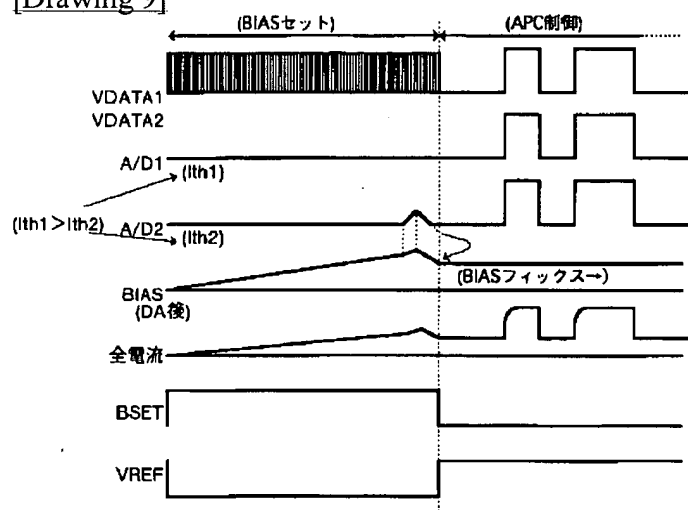 [Drawing 9]
(BIASセット)
(APC制御)
VDATA1
VDATA2
A/D1
(Ith1)
(Ith1>Ith2)
A/D2
(Ith2)
(BIASフィックス→)
BIAS
(DA後)
全電流
BSET
VREF